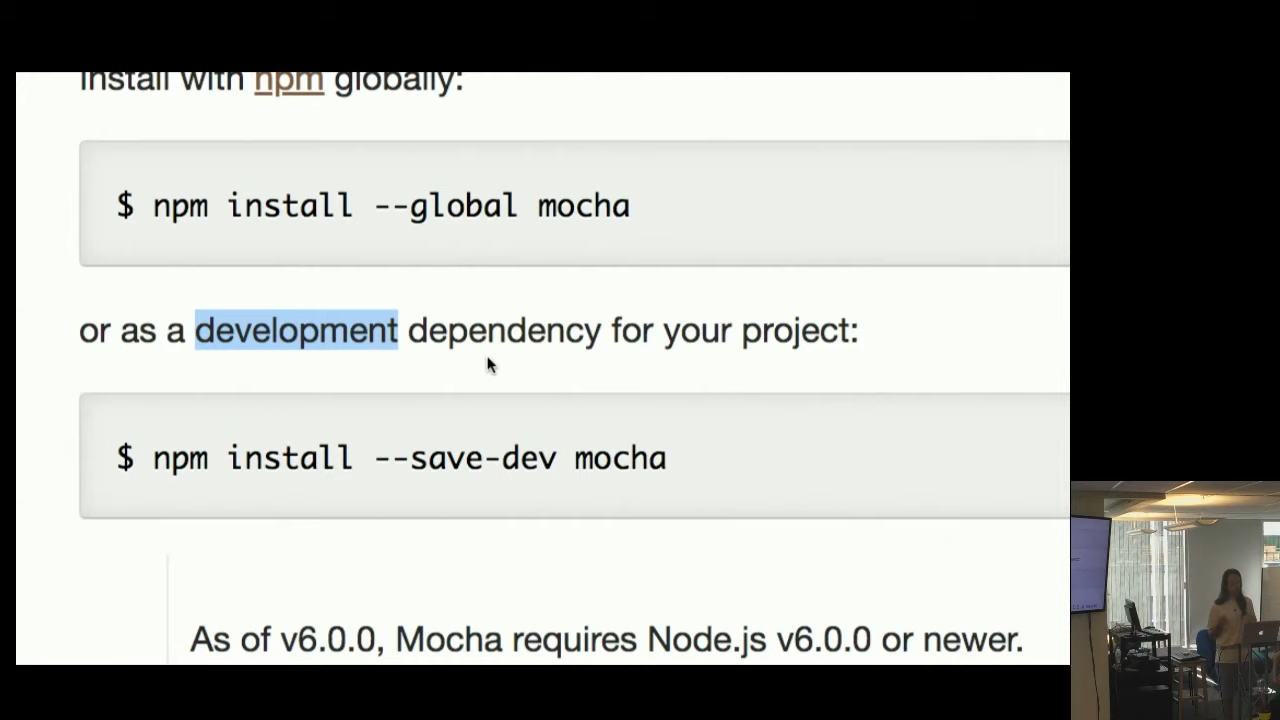 Install with npm globally:
$ npm install --global mocha
or as a development dependency for your project:
$ npm install --save-dev mocha
As of v6.0.0, Mocha requires Node.js v6.0.0 or newer.